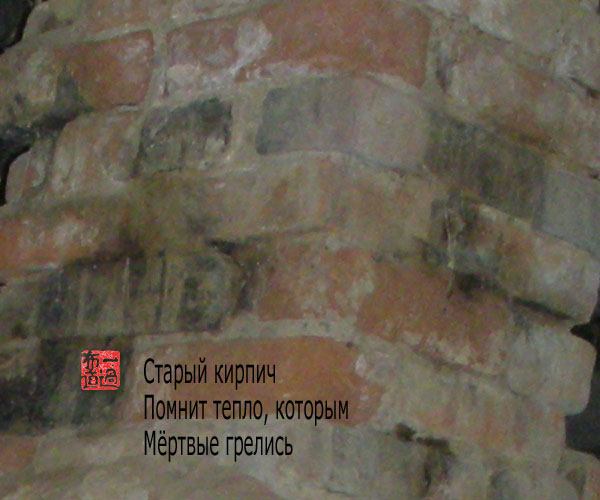 Старый кирпич
Помнит тепло, которым
Мёртвые грелись